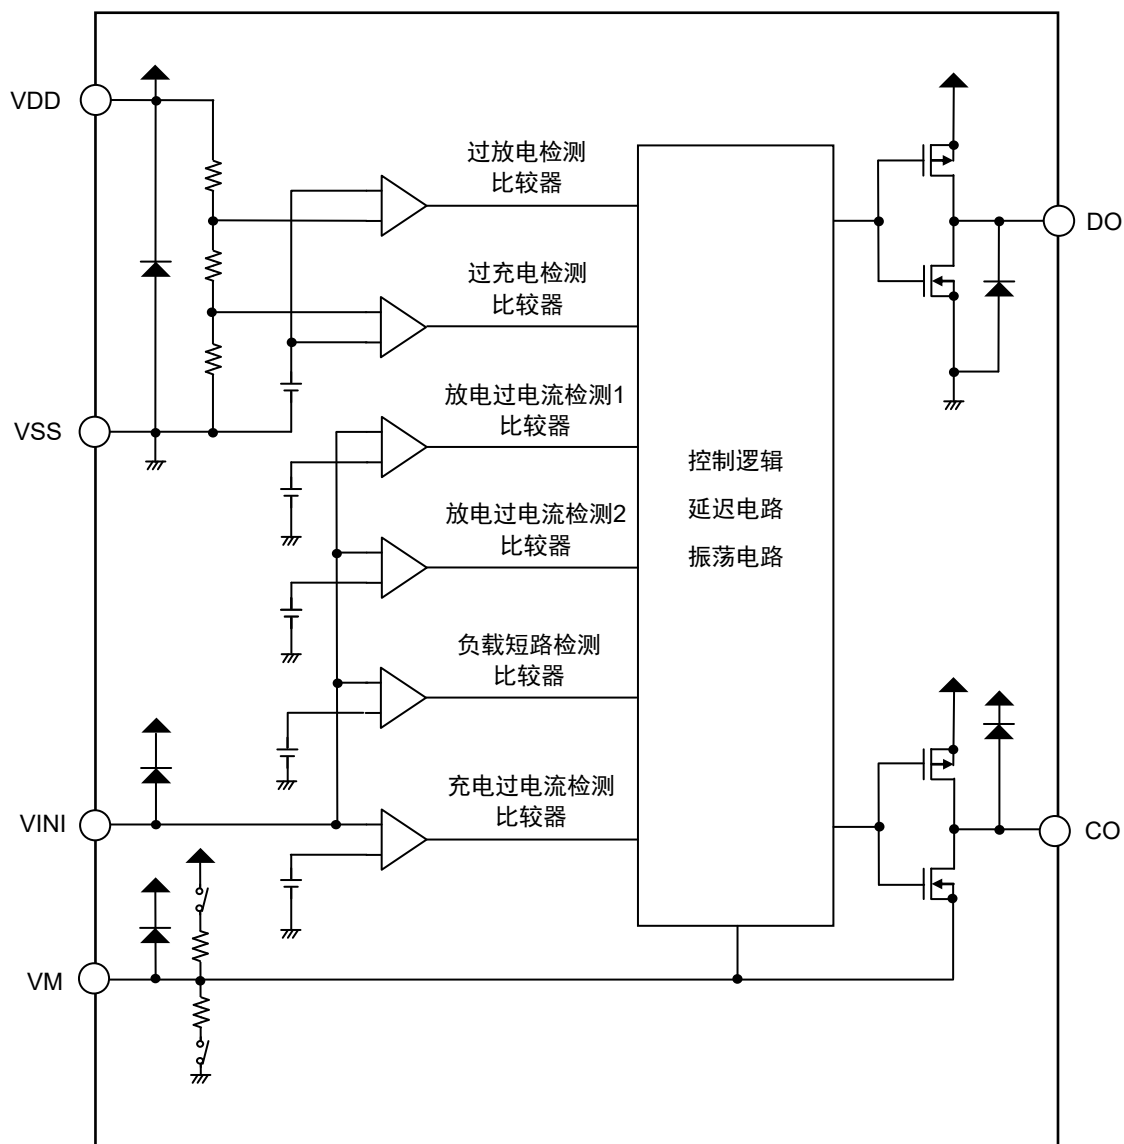 VDD
过放电检测
比较器
DO
过充电检测
比较器
VSS
放电过电流检测1
比较器
控制逻辑
延迟电路
振荡电路
放电过电流检测2
比较器
负载短路检测
比较器
VINI
充电过电流检测
比较器
CO
VM